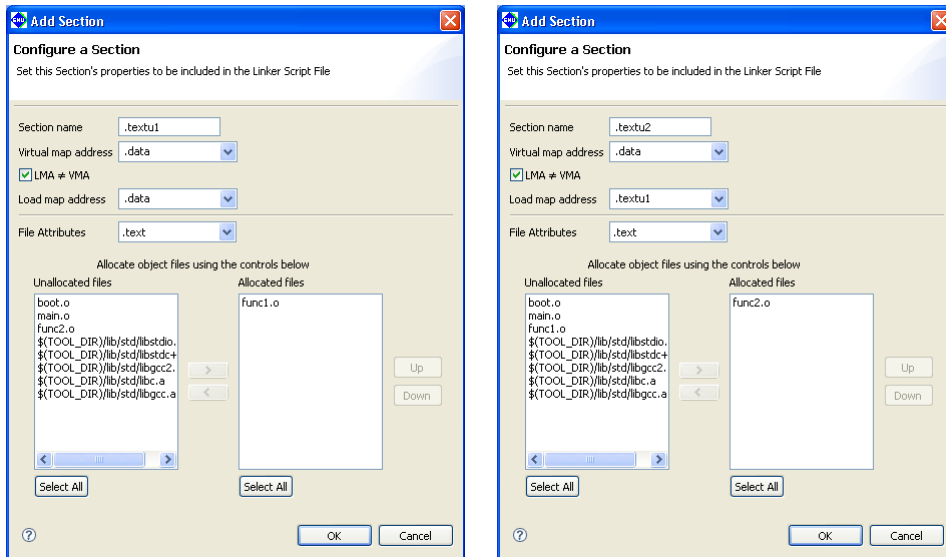 Add Section
Configure a Section
Set this Section's properties to be included in the Linker Script File
Section name .textu1
Virtual map address .data
LMA ≠ VMA
Load map address .data
File Attributes .text
Allocate object files using the controls below
Unallocated files Allocated files
boot.o func1.o
main.o
func2.o
$(TOOL_DIR)/lib/std/libstdio.
$(TOOL_DIR)/lib/std/libstdc+
$(TOOL_DIR)/lib/std/libgcc2.
$(TOOL_DIR)/lib/std/libc.a
$(TOOL_DIR)/lib/std/libgcc.a
>
<
Up
Down
Select All Select All
? OK Cancel
Add Section
Configure a Section
Set this Section's properties to be included in the Linker Script File
Section name .textu2
Virtual map address .data
LMA ≠ VMA
Load map address .textu1
File Attributes .text
Allocate object files using the controls below
Unallocated files Allocated files
boot.o func2.o
main.o
func1.o
$(TOOL_DIR)/lib/std/libstdio.
$(TOOL_DIR)/lib/std/libstdc+
$(TOOL_DIR)/lib/std/libgcc2.
$(TOOL_DIR)/lib/std/libc.a
$(TOOL_DIR)/lib/std/libgcc.a
>
<
Up
Down
Select All Select All
? OK Cancel